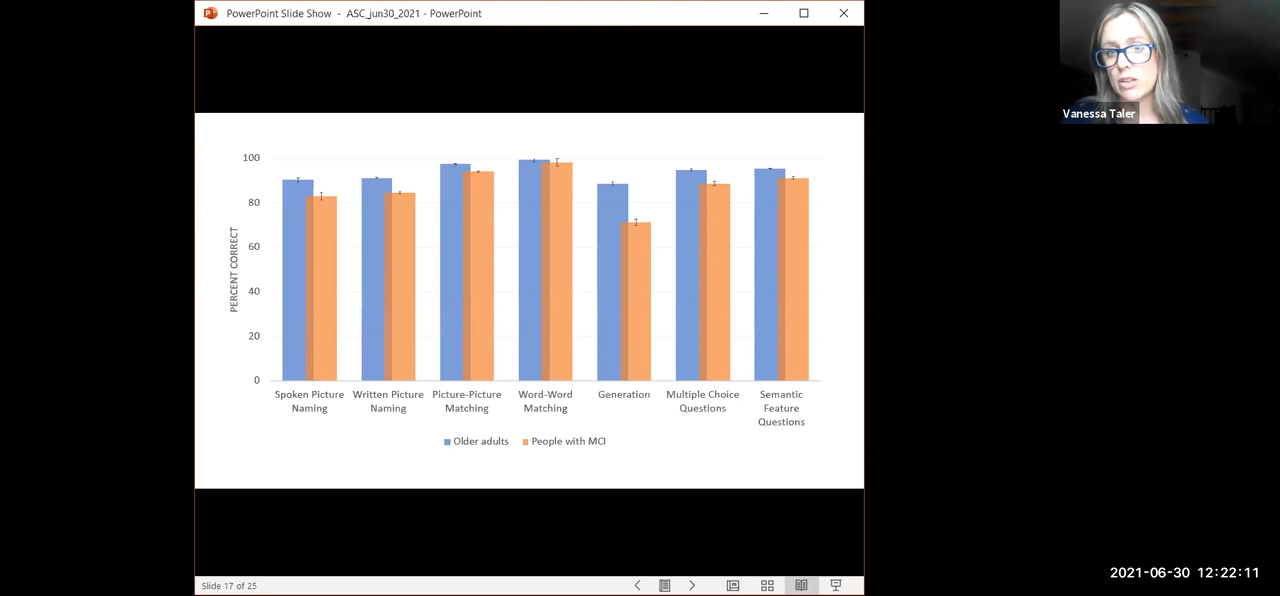 PowerPoint Slide Show - ASC_jun30_2021 - PowerPoint
Vanessa Taler
100
80
60
40
20
0
PERCENT CORRECT
Spoken Picture
Naming
Written Picture
Naming
Picture-Picture
Matching
Word-Word
Matching
Generation
Multiple Choice
Questions
Semantic
Feature
Questions
Older adults
People with MCI
Slide 17 of 25
2021-06-30 12:22:11